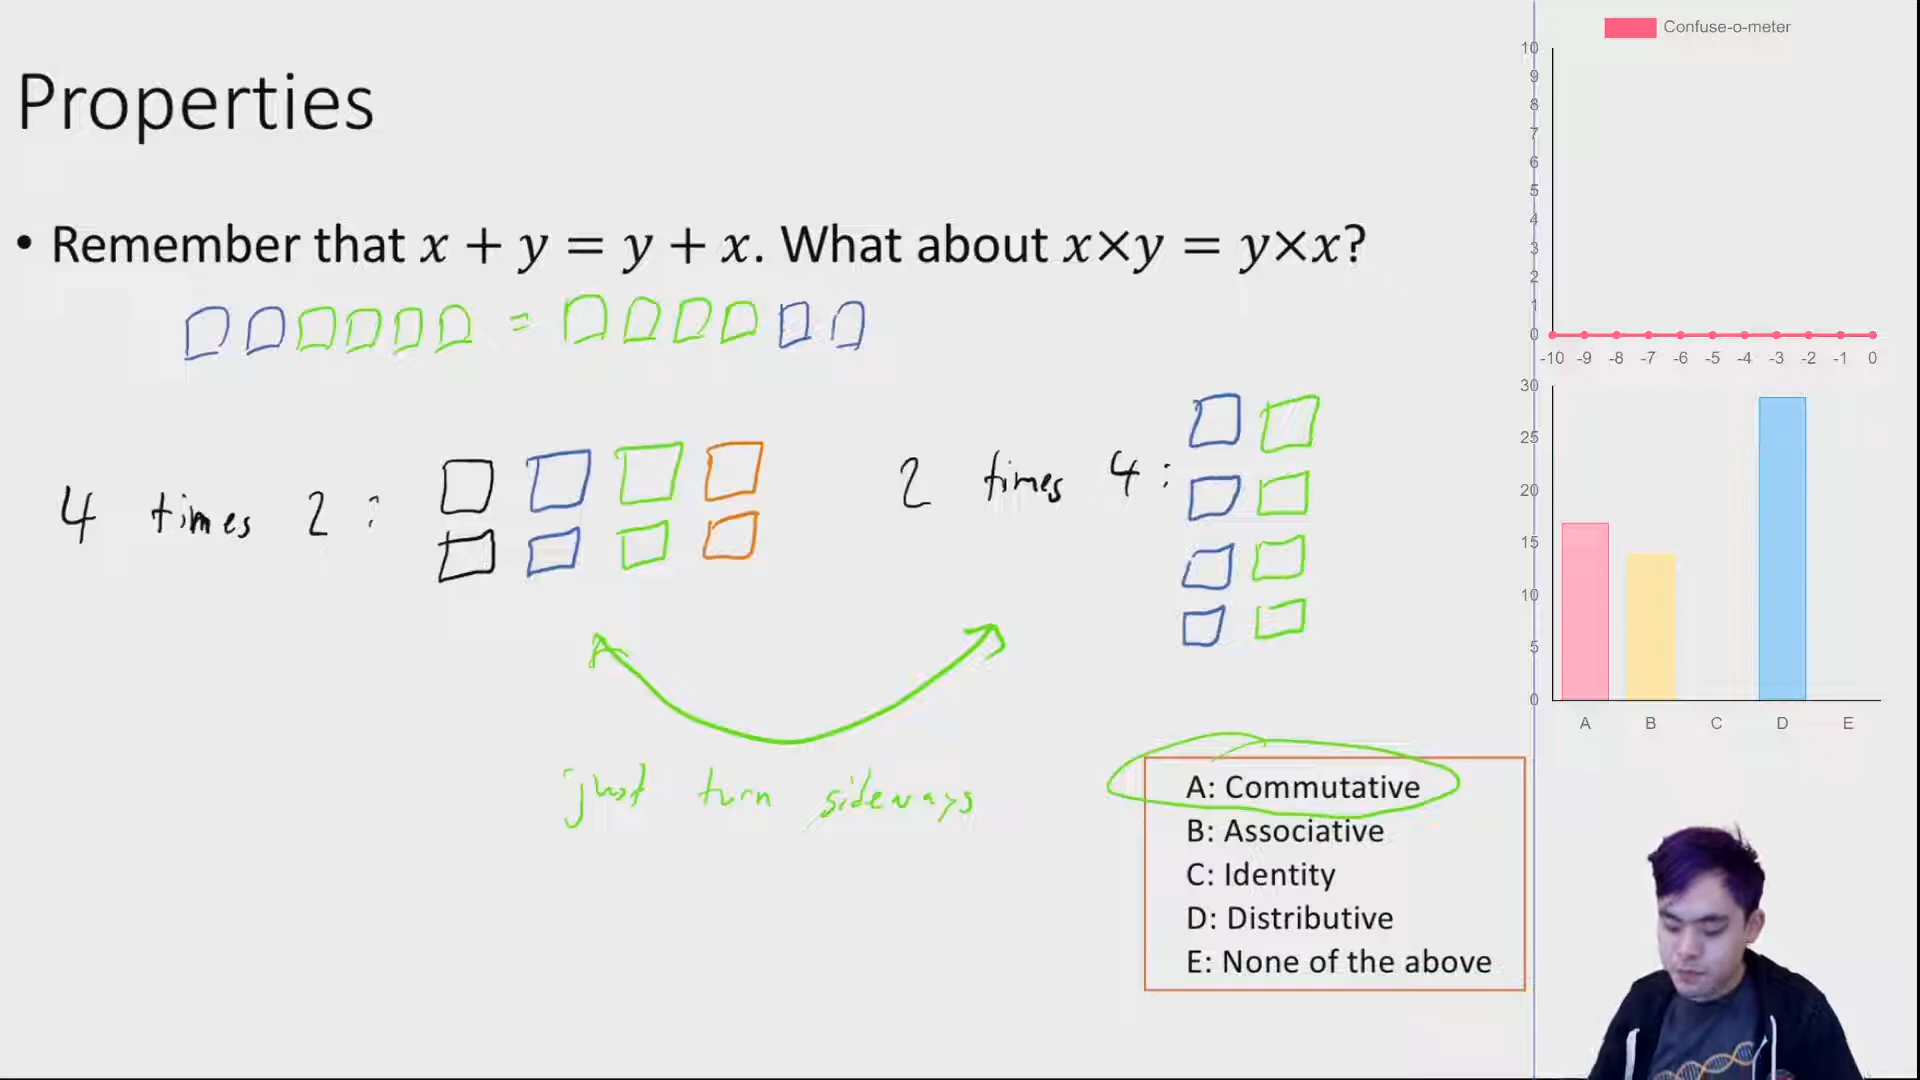 Properties
• Remember that x + y = y + x. What about x×y = y×x?
=
4 times 2 :
2 times 4 :
just turn sideways
A: Commutative
B: Associative
C: Identity
D: Distributive
E: None of the above
Confuse-o-meter
10
9
8
7
6
5
4
3
2
1
0
-10 -9 -8 -7 -6 -5 -4 -3 -2 -1 0
30
25
20
15
10
5
0
A B C D E